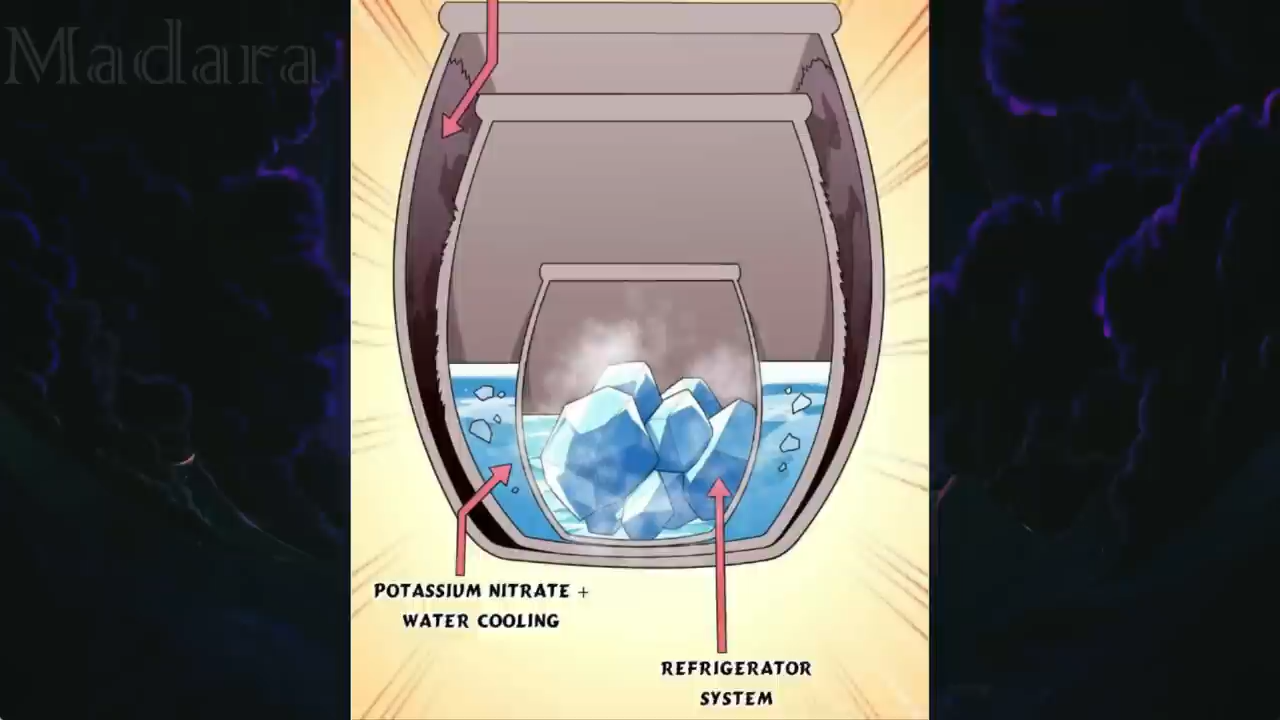 Madara
POTASSIUM NITRATE +
WATER COOLING
REFRIGERATOR
SYSTEM